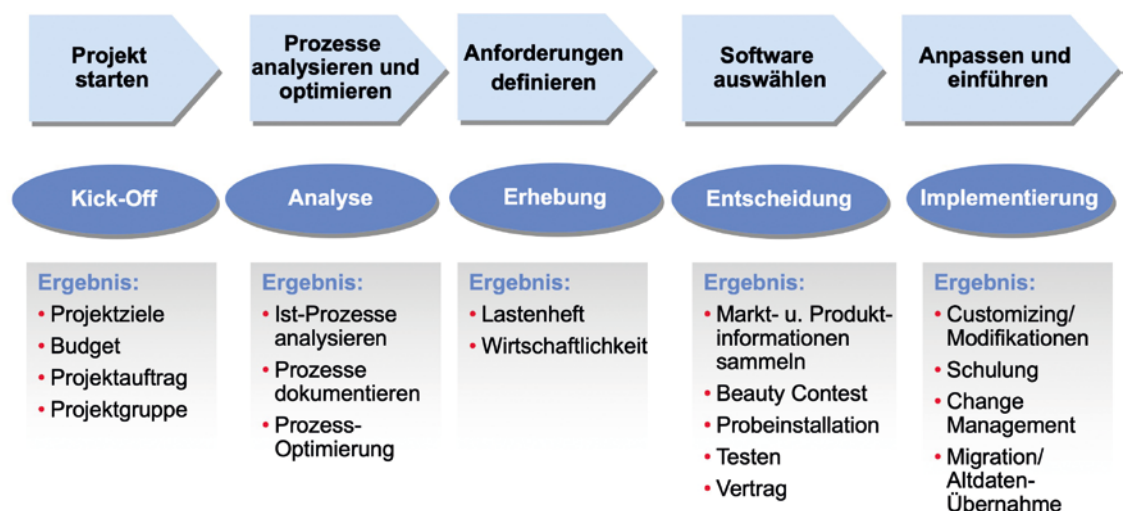 Projekt
starten
Prozesse
analysieren und
optimieren
Anforderungen
definieren
Software
auswählen
Anpassen und
einführen
Kick-Off
Analyse
Erhebung
Entscheidung
Implementierung
Ergebnis:
• Projektziele
• Budget
• Projektauftrag
• Projektgruppe
Ergebnis:
• Ist-Prozesse
analysieren
• Prozesse
dokumentieren
• Prozess-
Optimierung
Ergebnis:
• Lastenheft
• Wirtschaftlichkeit
Ergebnis:
• Markt- u. Produkt-
informationen
sammeln
• Beauty Contest
• Probeinstallation
• Testen
• Vertrag
Ergebnis:
• Customizing/
Modifikationen
• Schulung
• Change
Management
• Migration/
Altdaten-
Übernahme